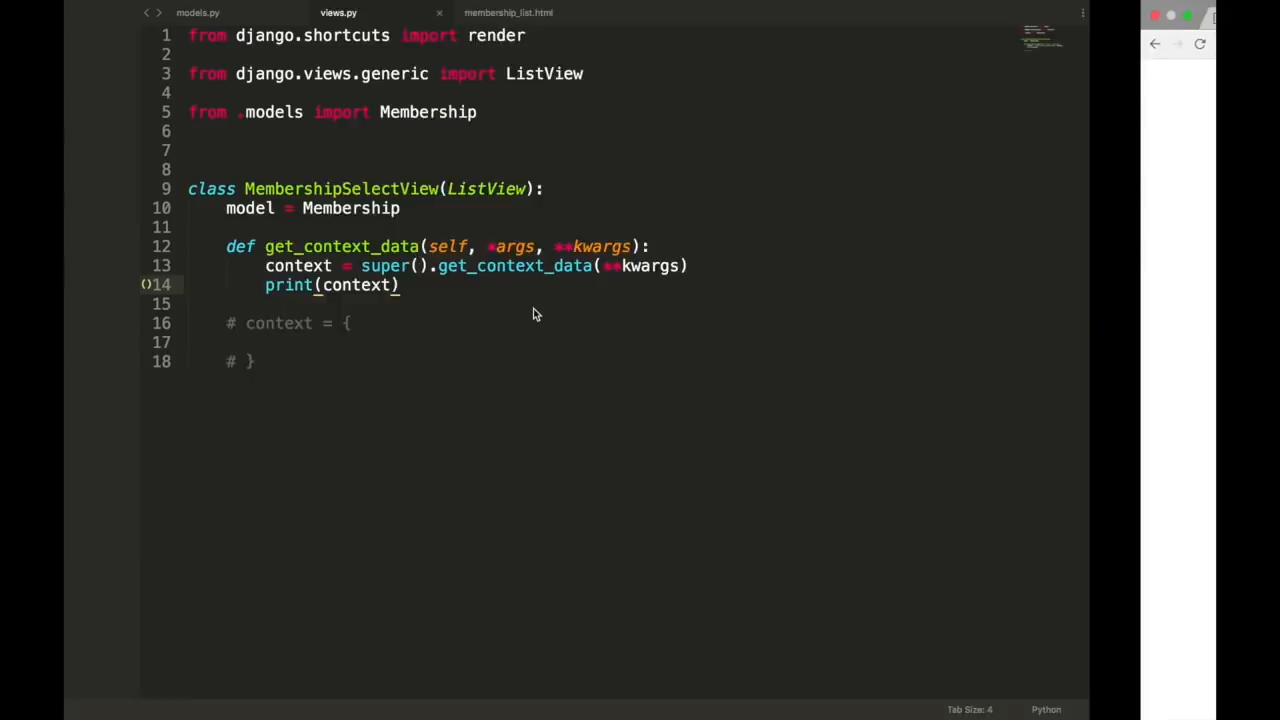 models.py views.py × membership_list.html
1 from django.shortcuts import render
2
3 from django.views.generic import ListView
4
5 from .models import Membership
6
7
8
9 class MembershipSelectView(ListView):
10 model = Membership
11
12 def get_context_data(self, *args, **kwargs):
13 context = super().get_context_data(**kwargs)
()14 print(context)
15
16 # context = {
17
18 # }
Tab Size: 4 Python